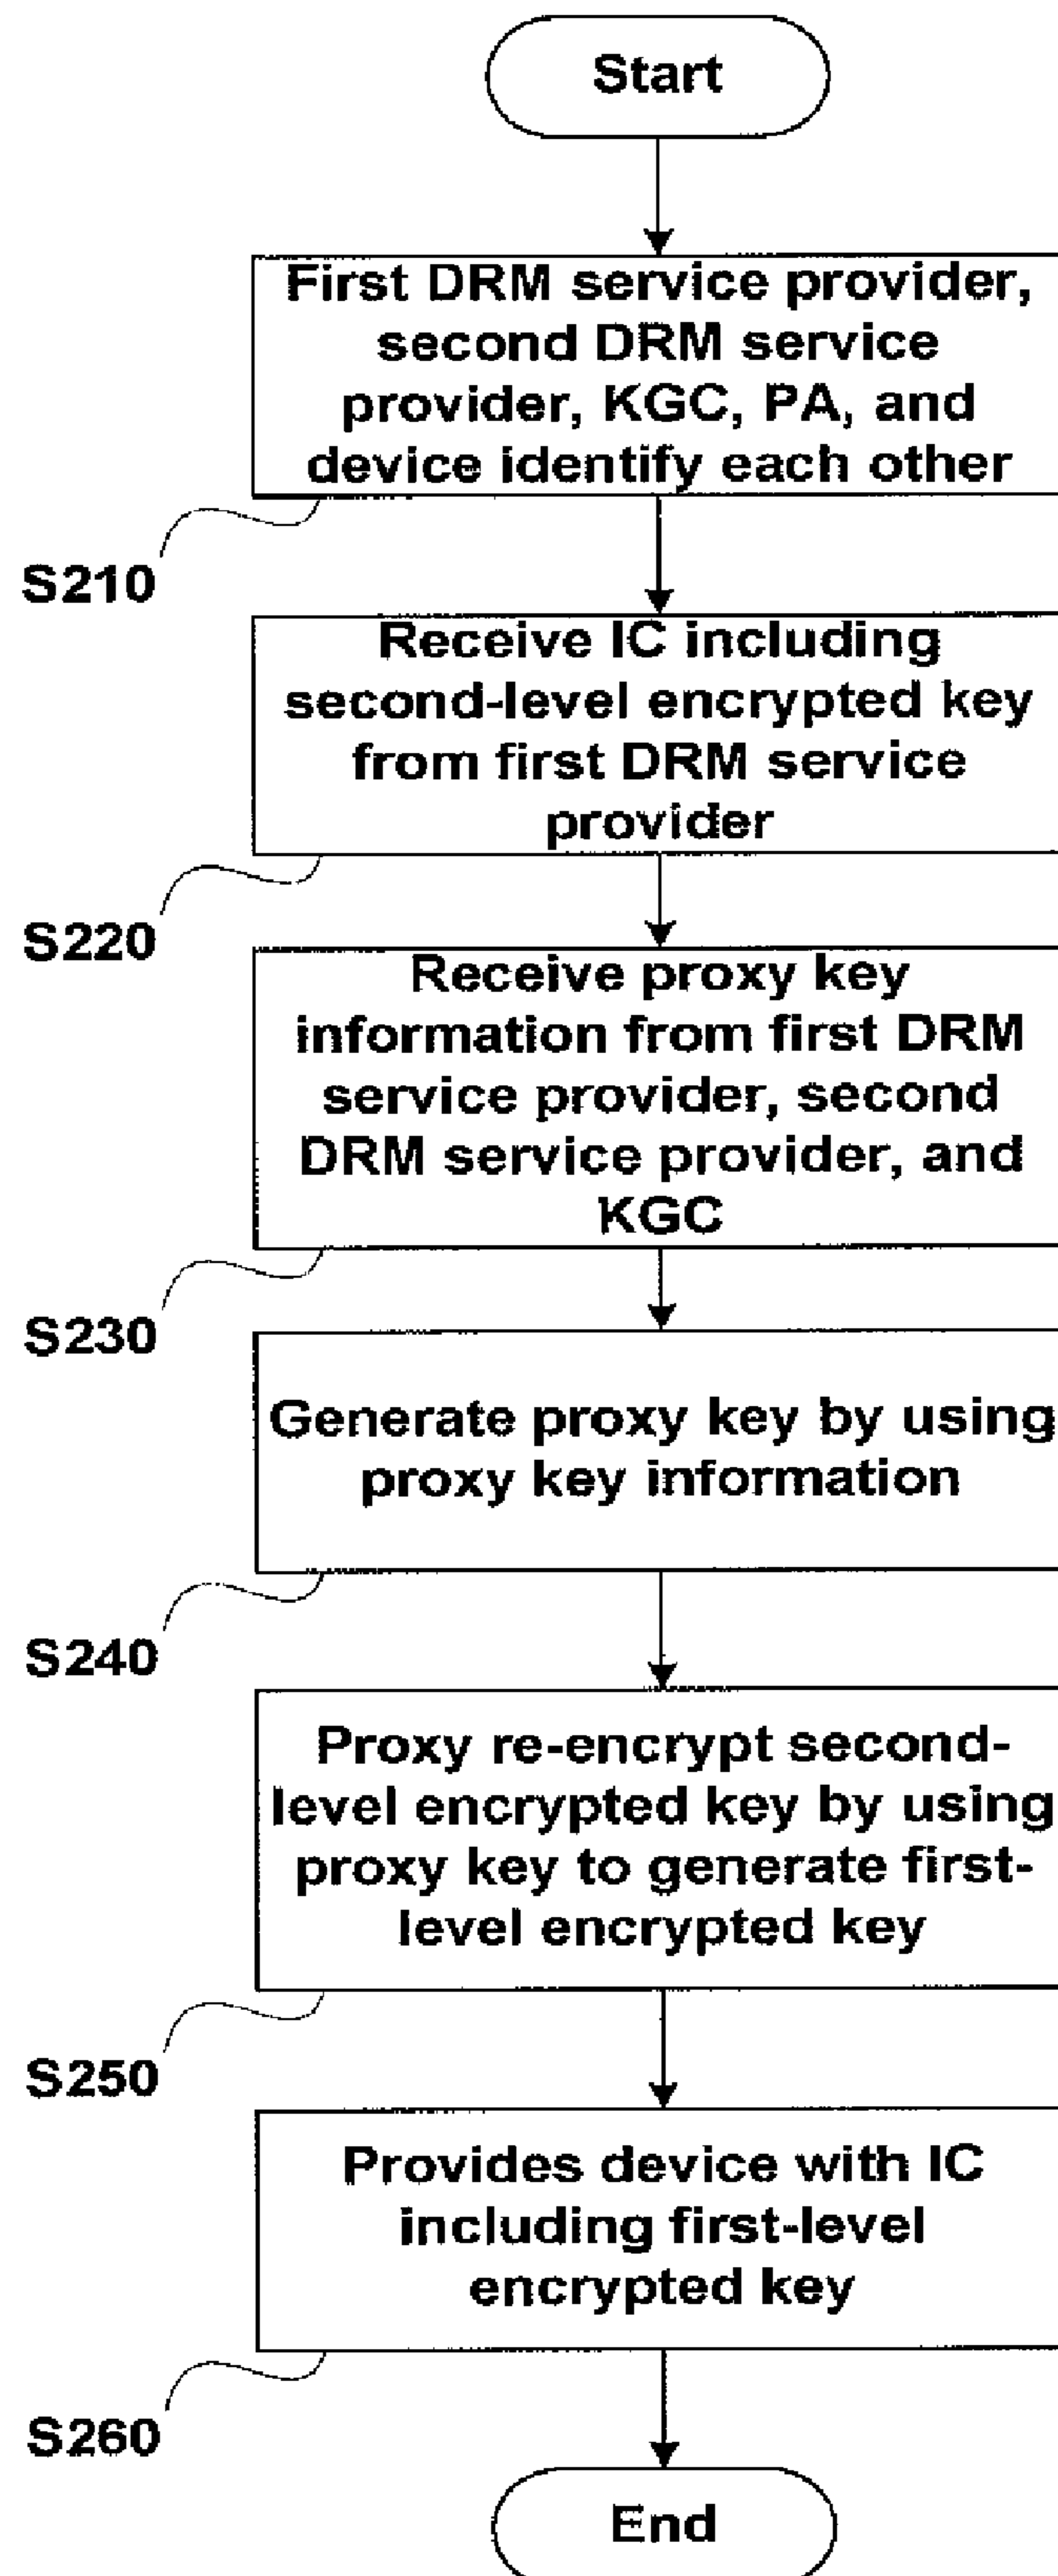 Start
First DRM service provider,
second DRM service
provider, KGC, PA, and
device identify each other
S210
Receive IC including
second-level encrypted key
from first DRM service
provider
S220
Receive proxy key
information from first DRM
service provider, second
DRM service provider, and
KGC
S230
Generate proxy key by using
proxy key information
S240
Proxy re-encrypt second-
level encrypted key by using
proxy key to generate first-
level encrypted key
S250
Provides device with IC
including first-level
encrypted key
S260
End